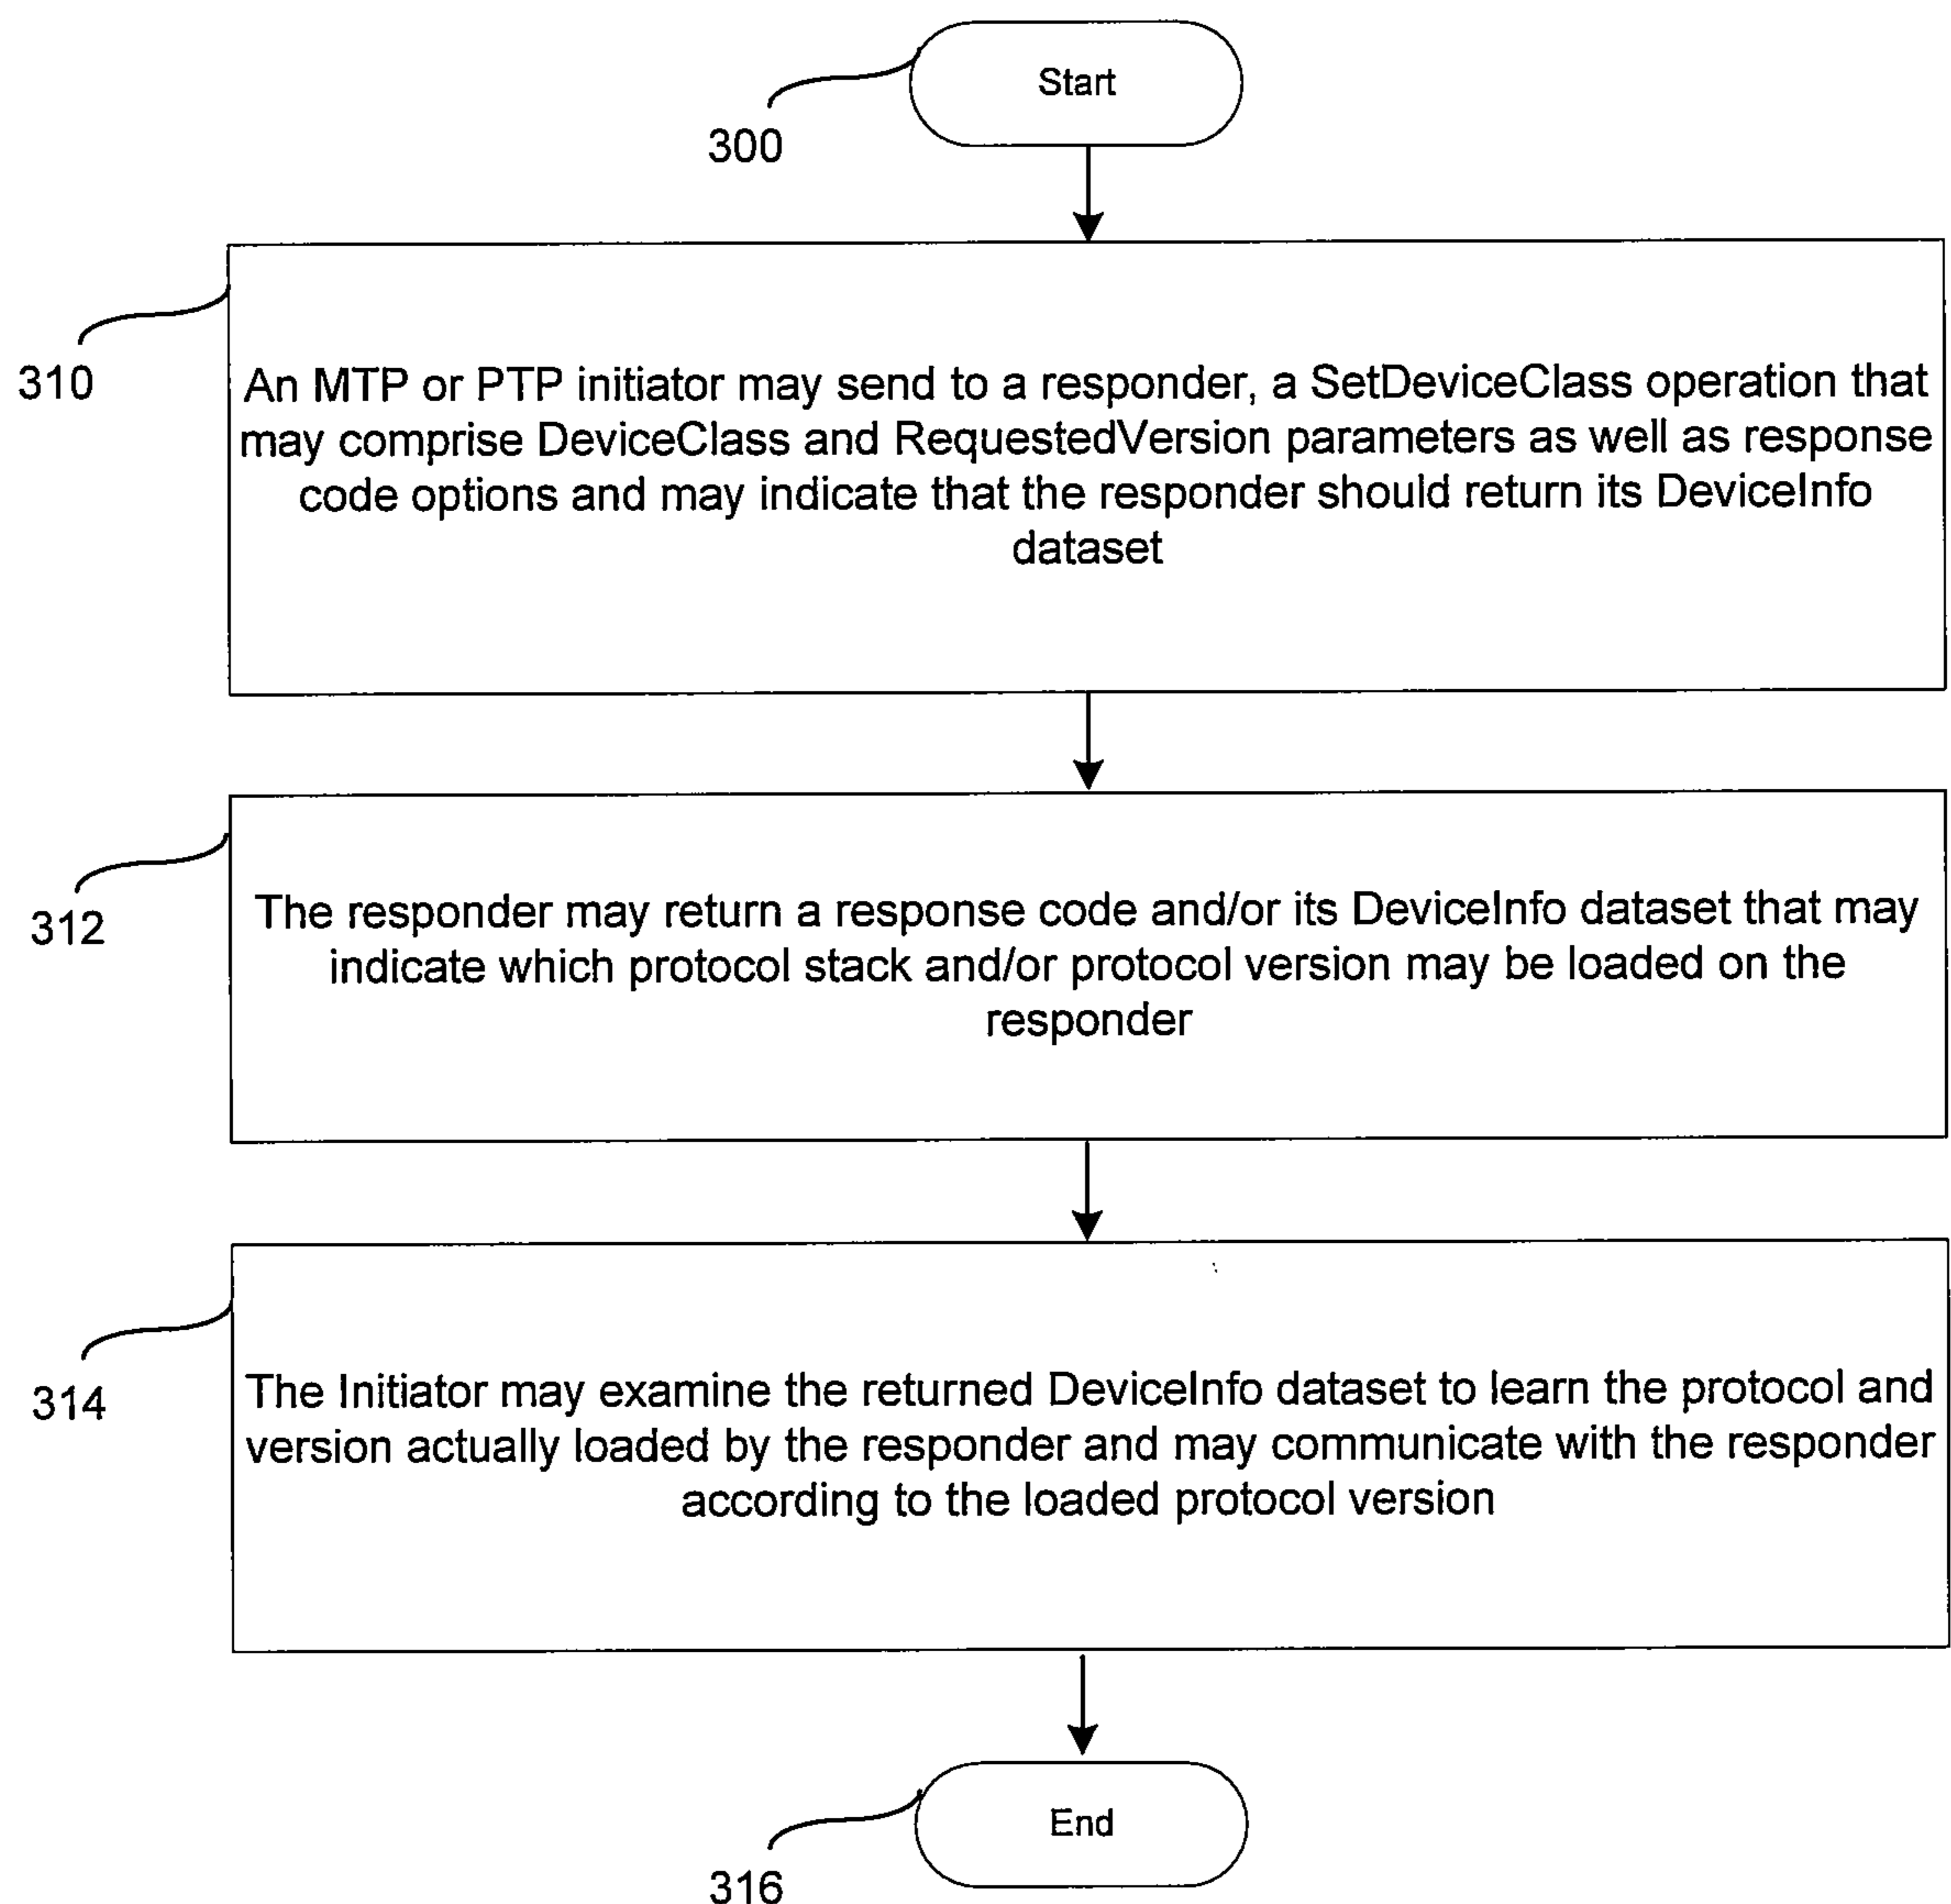 Start
300
310
An MTP or PTP initiator may send to a responder, a SetDeviceClass operation that
may comprise DeviceClass and RequestedVersion parameters as well as response
code options and may indicate that the responder should return its DeviceInfo
dataset
312
The responder may return a response code and/or its DeviceInfo dataset that may
indicate which protocol stack and/or protocol version may be loaded on the
responder
314
The Initiator may examine the returned DeviceInfo dataset to learn the protocol and
version actually loaded by the responder and may communicate with the responder
according to the loaded protocol version
End
316